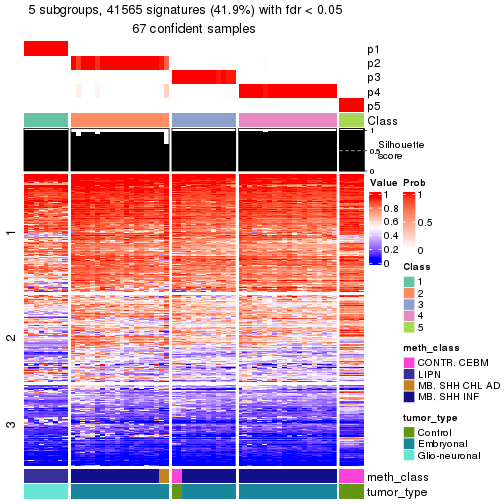 5 subgroups, 41565 signatures (41.9%) with fdr < 0.05
67 confident samples
p1
p2
p3
p4
p5
Class
1
0.5
0
Silhouette
score
1
2
3
Value
1
0.8
0.6
0.4
0.2
0
Prob
1
0.5
0
Class
1
2
3
4
5
meth_class
CONTR. CEBM
LIPN
MB. SHH CHL AD
MB. SHH INF
tumor_type
Control
Embryonal
Glio-neuronal
meth_class
tumor_type